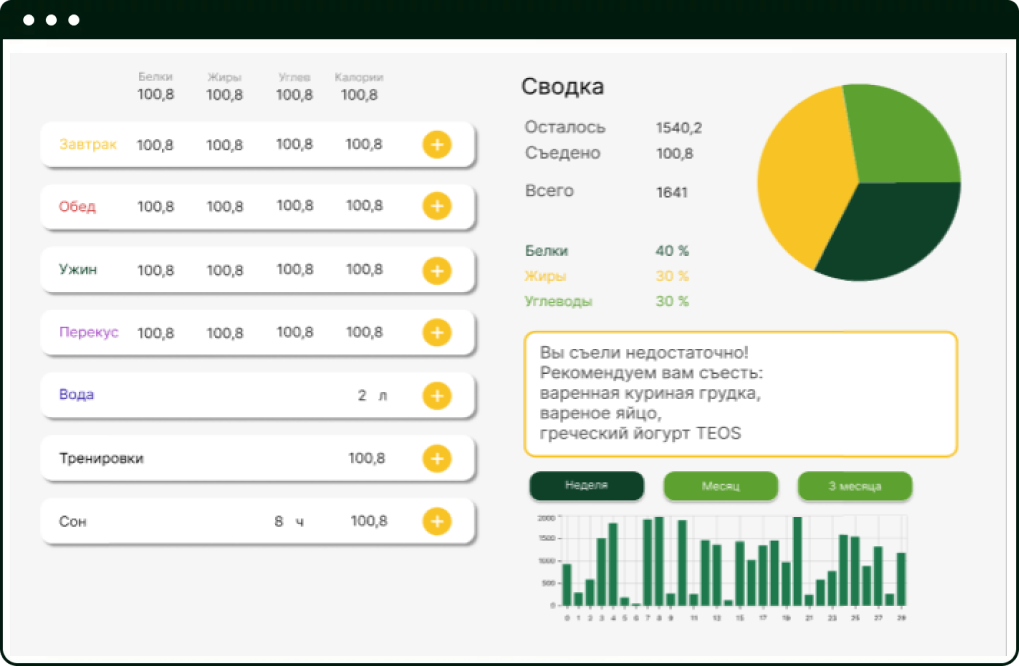 Белки Жиры Углев Калории
100,8 100,8 100,8 100,8
Завтрак 100,8 100,8 100,8 100,8 +
Обед 100,8 100,8 100,8 100,8 +
Ужин 100,8 100,8 100,8 100,8 +
Перекус 100,8 100,8 100,8 100,8 +
Вода 2 л +
Тренировки 100,8 +
Сон 8 ч 100,8 +
Сводка
Осталось 1540,2
Съедено 100,8
Всего 1641
Белки 40 %
Жиры 30 %
Углеводы 30 %
Вы съели недостаточно!
Рекомендуем вам съесть:
варенная куриная грудка,
вареное яйцо,
греческий йогурт TEOS
Неделя Месяц 3 месяца
2000
1500
1000
500
0
0 1 2 3 4 5 6 7 8 9 11 13 15 17 19 21 23 25 27 29